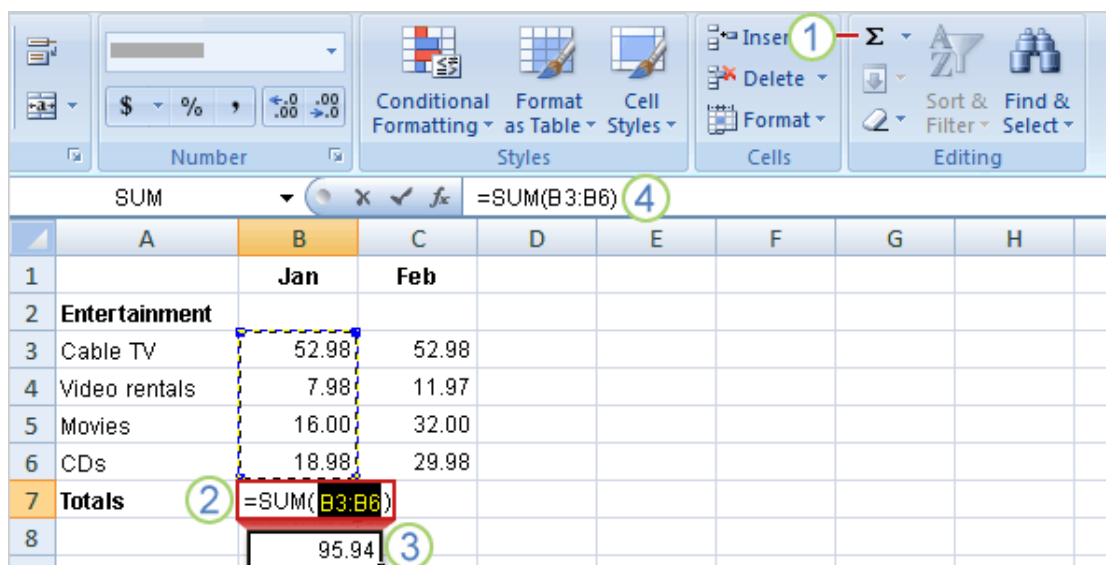 Inser 1 Σ
Delete
$ % , .0 .00 .00 .0
Conditional Formatting Format as Table Cell Styles
Format
Sort & Filter Find & Select
Number Styles Cells Editing
SUM fx =SUM(B3:B6) 4
A B C D E F G H
1 Jan Feb
2 Entertainment
3 Cable TV 52.98 52.98
4 Video rentals 7.98 11.97
5 Movies 16.00 32.00
6 CDs 18.98 29.98
7 Totals 2 =SUM(B3:B6)
8 95.94 3